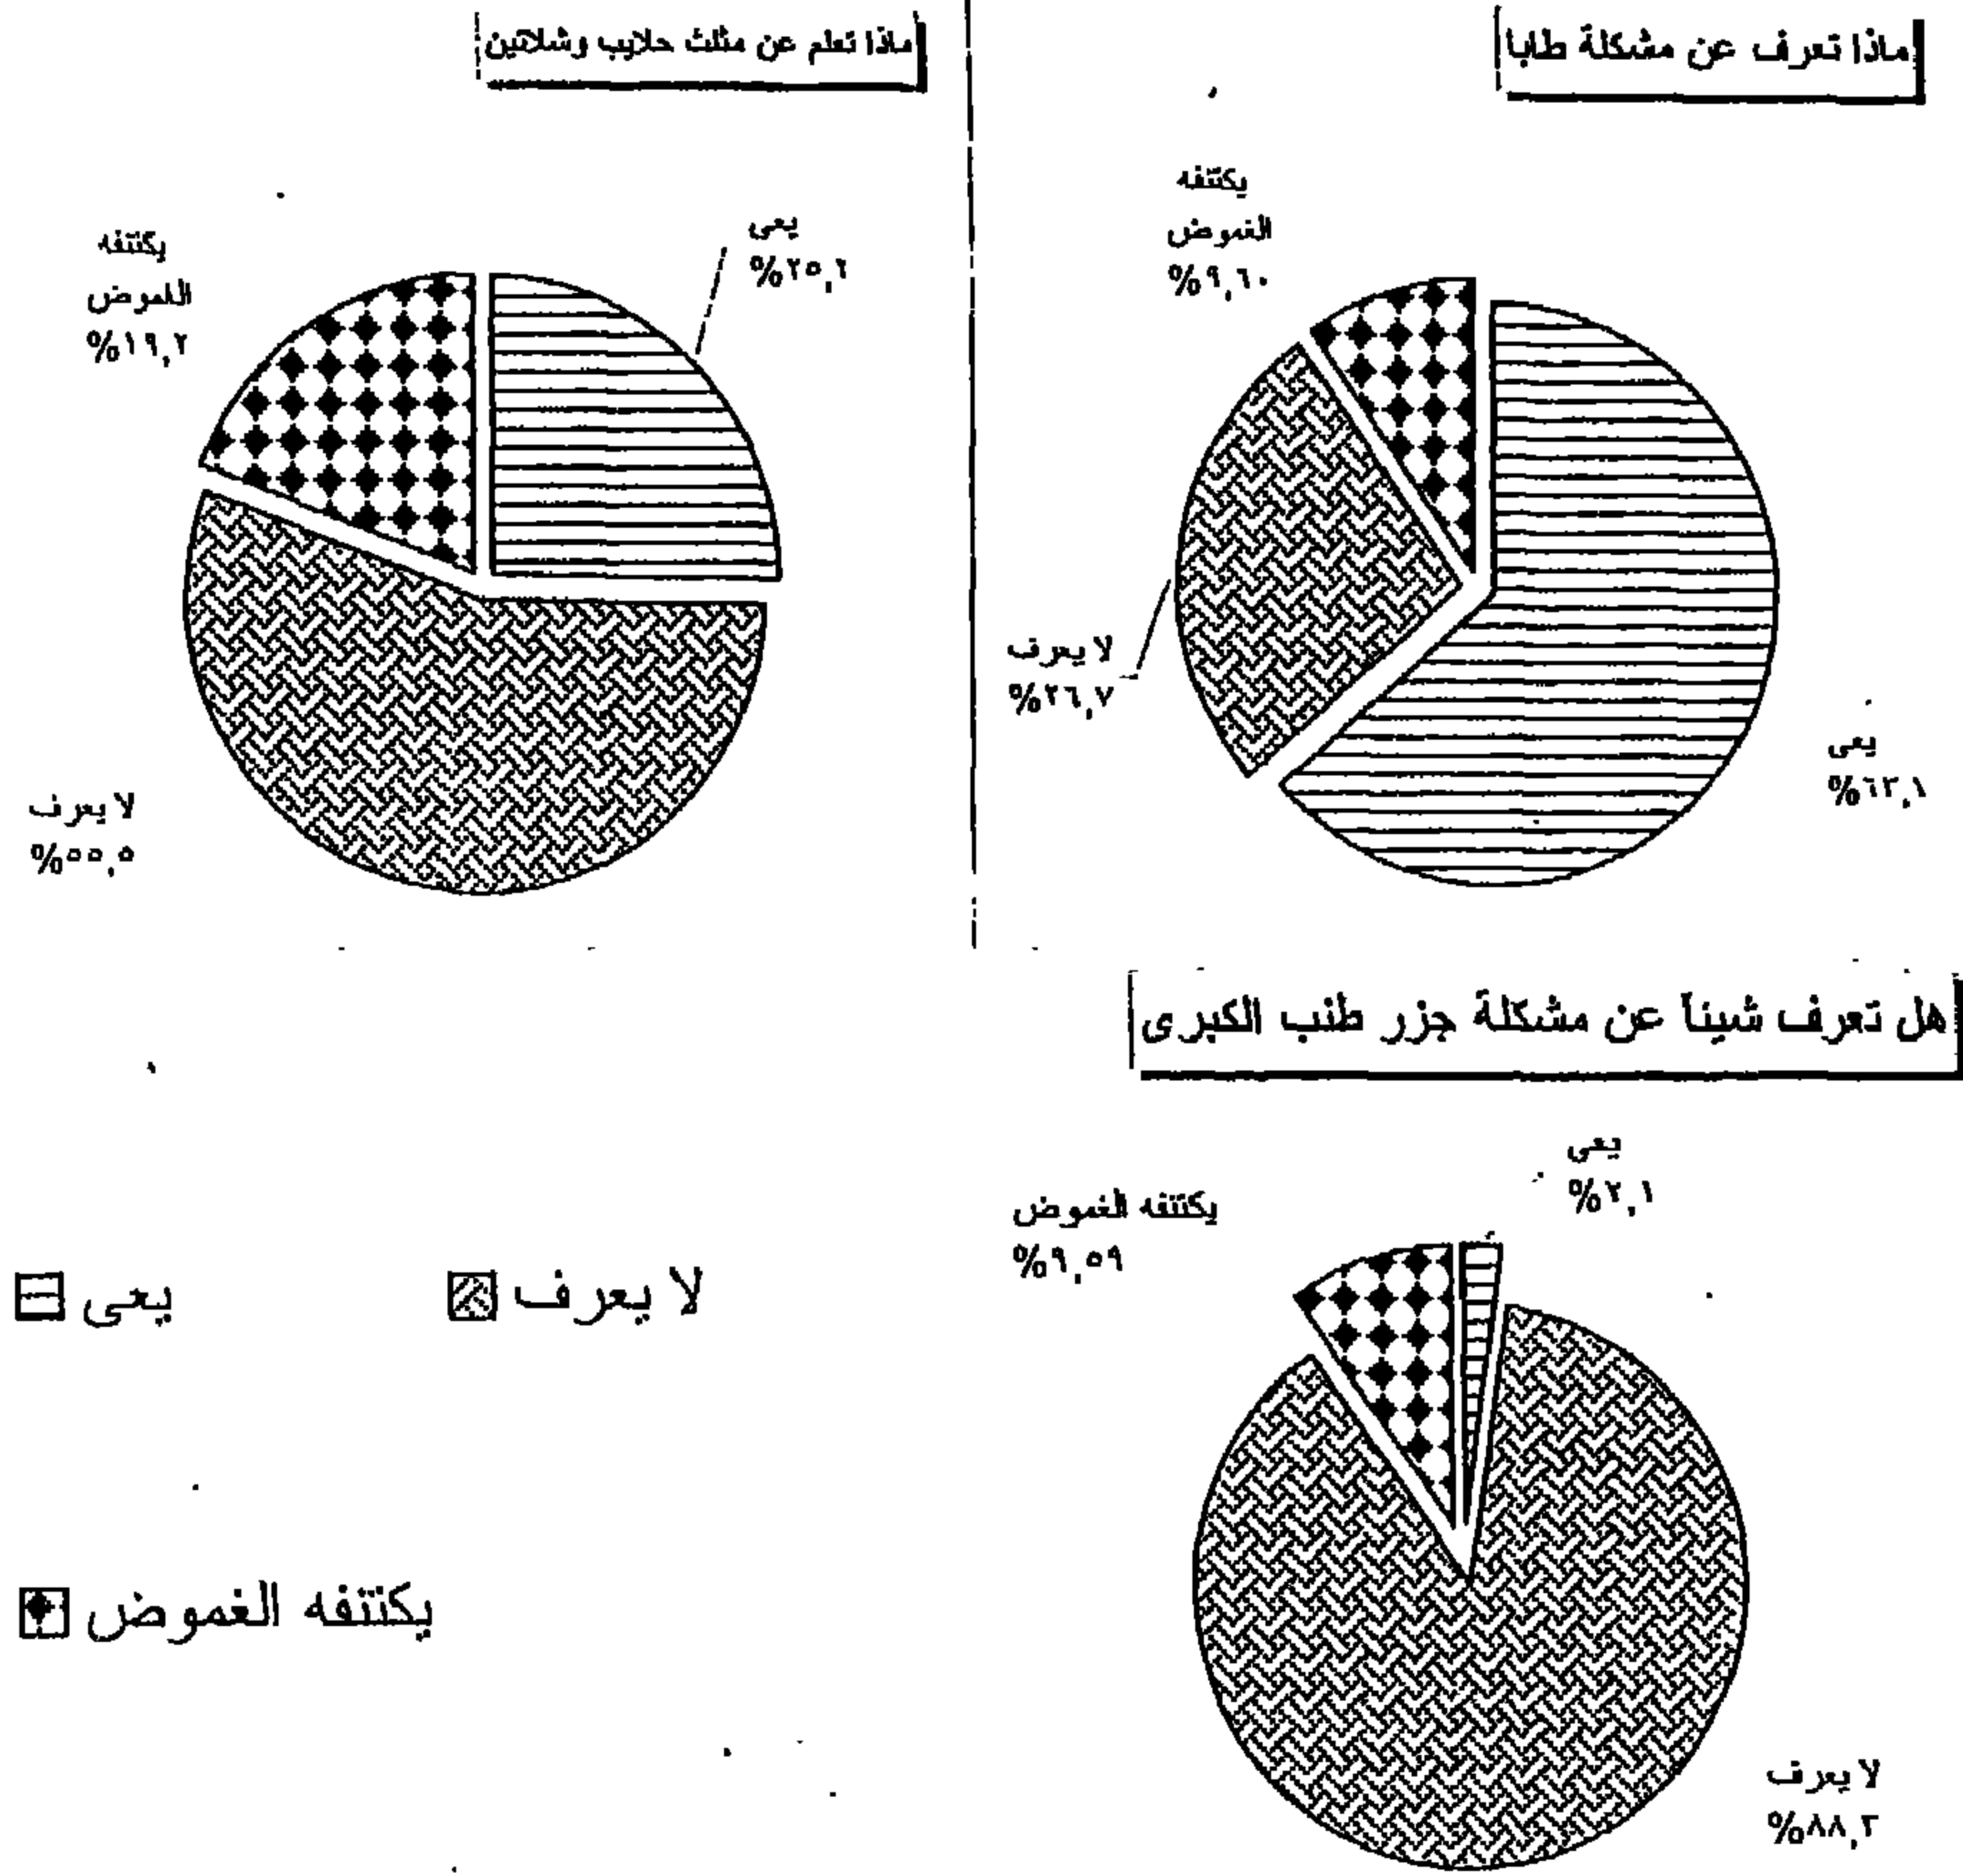 ماذا تعرف عن مشكلة طابا
يكتنفه
الغموض
%٩,٦٠
لا يعرف
%٢٦,٧
يعى
%٦٣,١
ماذا تعلم عن مثلث حلايب وشلاتين
يعى
%٢٥,٢
يكتنفه
الغموض
%١٩,٢
لا يعرف
%٥٥,٥
هل تعرف شيئاً عن مشكلة جزر طنب الكبرى
يعى
%٢,١
يكتنفه الغموض
%٩,٥٩
لا يعرف
%٨٨,٣
لا يعرف
يعى
يكتنفه الغموض